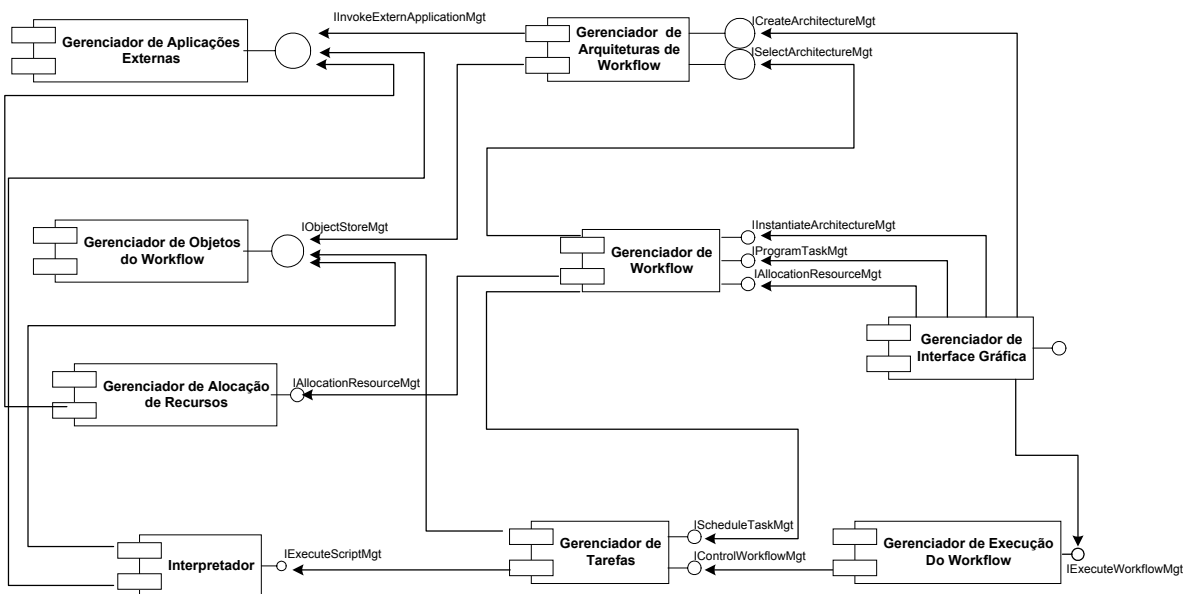 IInvokeExternApplicationMgt
Gerenciador de Aplicações
Externas
Gerenciador de
Arquiteturas de
Workflow
ICreateArchitectureMgt
ISelectArchitectureMgt
Gerenciador de Objetos
do Workflow
IObjectStoreMgt
Gerenciador de
Workflow
IInstantiateArchitectureMgt
IProgramTaskMgt
IAllocationResourceMgt
Gerenciador de
Interface Gráfica
Gerenciador de Alocação
de Recursos
IAllocationResourceMgt
Interpretador
IExecuteScriptMgt
Gerenciador de
Tarefas
IScheduleTaskMgt
IControlWorkflowMgt
Gerenciador de Execução
Do Workflow
IExecuteWorkflowMgt